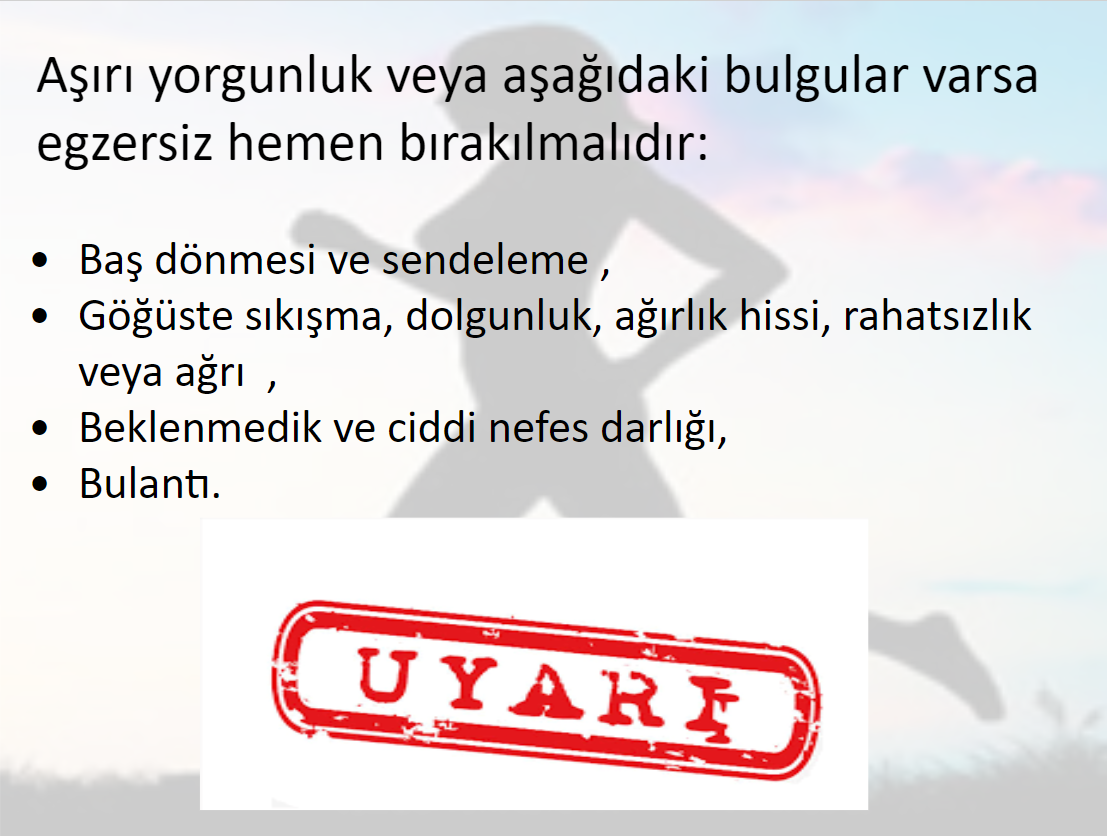 Aşırı yorgunluk veya aşağıdaki bulgular varsa
egzersiz hemen bırakılmalıdır:
• Baş dönmesi ve sendeleme ,
• Göğüste sıkışma, dolgunluk, ağırlık hissi, rahatsızlık
veya ağrı ,
• Beklenmedik ve ciddi nefes darlığı,
• Bulantı.
UYARI